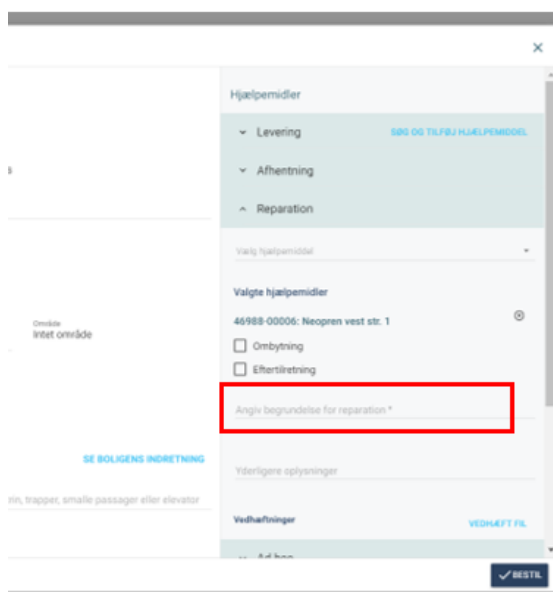 Hjælpemidler
Levering
SØG OG TILFØJ HJÆLPEMIDDEL
Afhentning
Reparation
Vælg hjælpemiddel
Valgte hjælpemidler
46988-00006: Neopren vest str. 1
Ombytning
Eftertilretning
Angiv begrundelse for reparation *
Område
Intet område
SE BOLIGENS INDRETNING
Yderligere oplysninger
trapper, smalle passager eller elevator
Vedhæftninger
VEDHÆFT FIL
Ad hoc
BESTIL